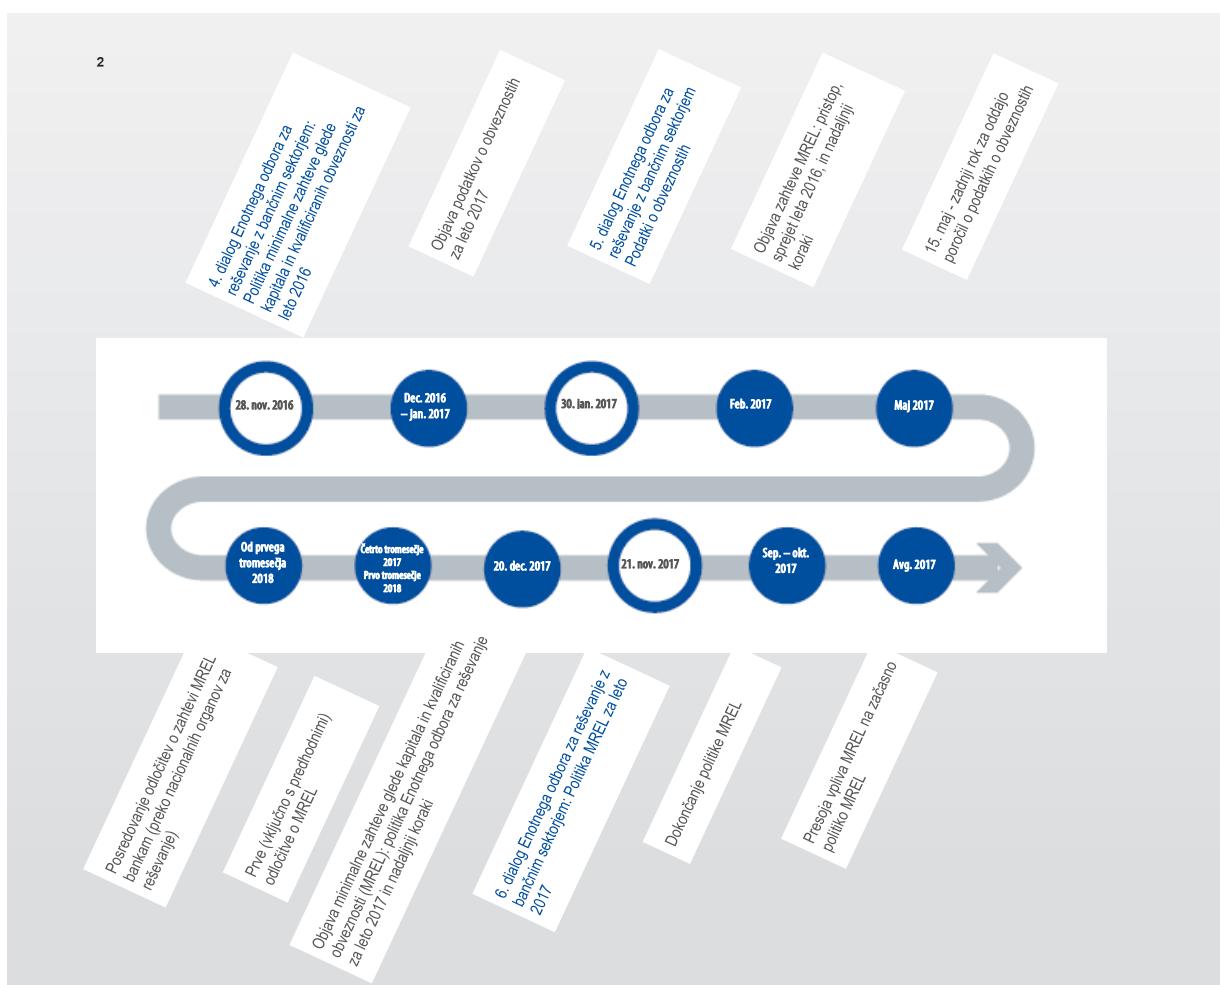 2
4. dialog Enotnega odbora za
reševanje z bančnim sektorjem:
Politika minimalne zahteve glede
kapitala in kvalificiranih obveznosti za
leto 2016
Objava podatkov o obveznostih
za leto 2017
5. dialog Enotnega odbora za
reševanje z bančnim sektorjem
Podatki o obveznostih
Objava zahteve MREL: pristop,
sprejet leta 2016, in nadaljnji
koraki
15. maj - zadnji rok za oddajo
poročil o podatkih o obveznostih
28. nov. 2016
Dec. 2016
– jan. 2017
30. jan. 2017
Feb. 2017
Maj 2017
Od prvega
tromesečja
2018
Četrto tromesečje
2017
Prvo tromesečje
2018
20. dec. 2017
21. nov. 2017
Sep. – okt.
2017
Avg. 2017
Posredovanje odločitev o zahtevi MREL
bankam (preko nacionalnih organov za
reševanje)
Prve (vključno s predhodnimi)
odločitve o MREL
Objava minimalne zahteve glede kapitala in kvalificiranih
obveznosti (MREL): politika Enotnega odbora za reševanje
za leto 2017 in nadaljnji koraki
6. dialog Enotnega odbora za reševanje z
bančnim sektorjem: Politika MREL za leto
2017
Dokončanje politike MREL
Presoja vpliva MREL na začasno
politiko MREL